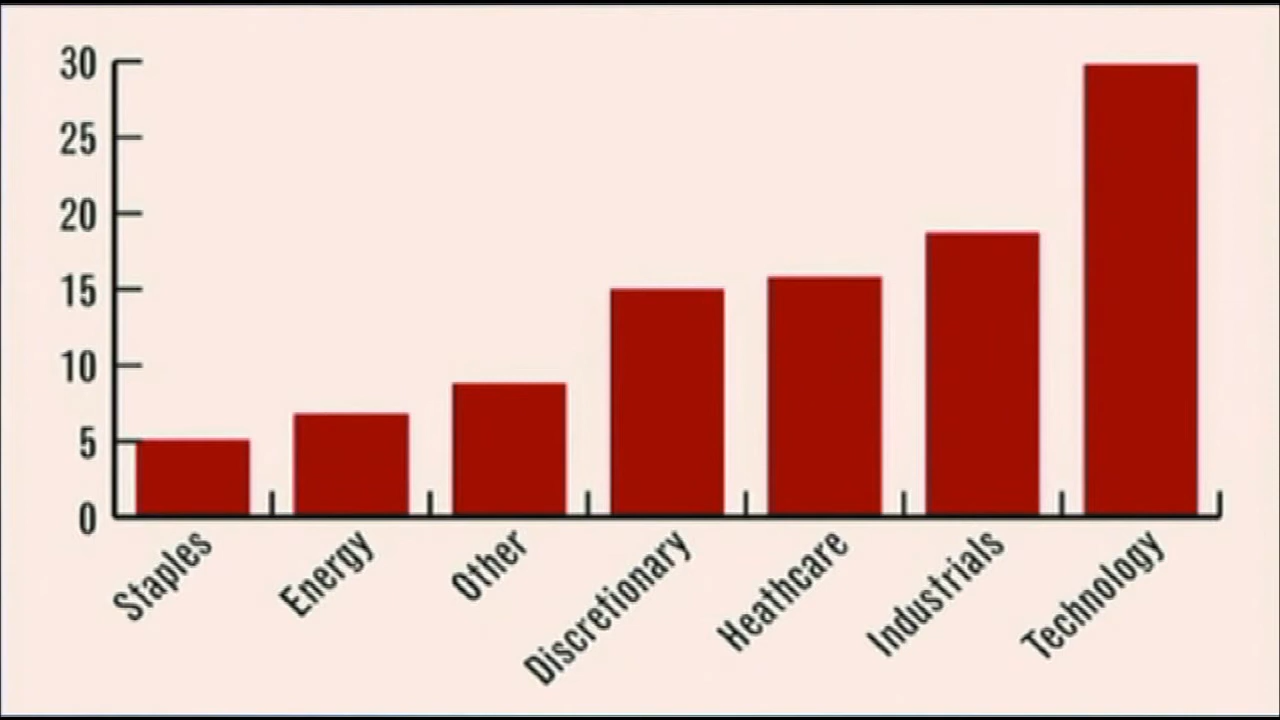 30
25
20
15
10
5
0
Staples
Energy
Other
Discretionary
Heathcare
Industrials
Technology